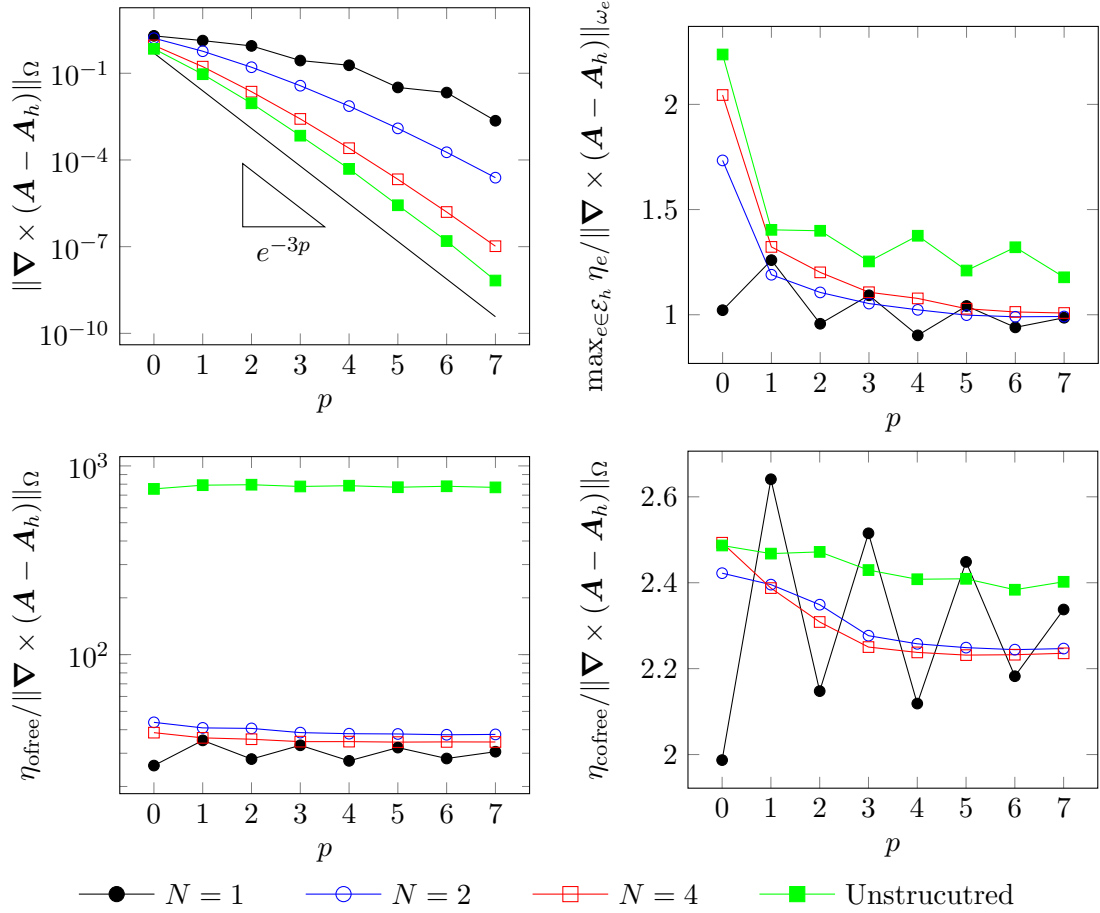 ‖∇ × (A − A_h)‖_Ω
10^−1
10^−4
10^−7
10^−10
e^−3p
0 1 2 3 4 5 6 7
p
max_{e∈ℰ_h} η_e/‖∇ × (A − A_h)‖_{ω_e}
2
1.5
1
0 1 2 3 4 5 6 7
p
η_ofree/‖∇ × (A − A_h)‖_Ω
10^3
10^2
0 1 2 3 4 5 6 7
p
η_cofree/‖∇ × (A − A_h)‖_Ω
2.6
2.4
2.2
2
0 1 2 3 4 5 6 7
p
N = 1 N = 2 N = 4 Unstrucutred